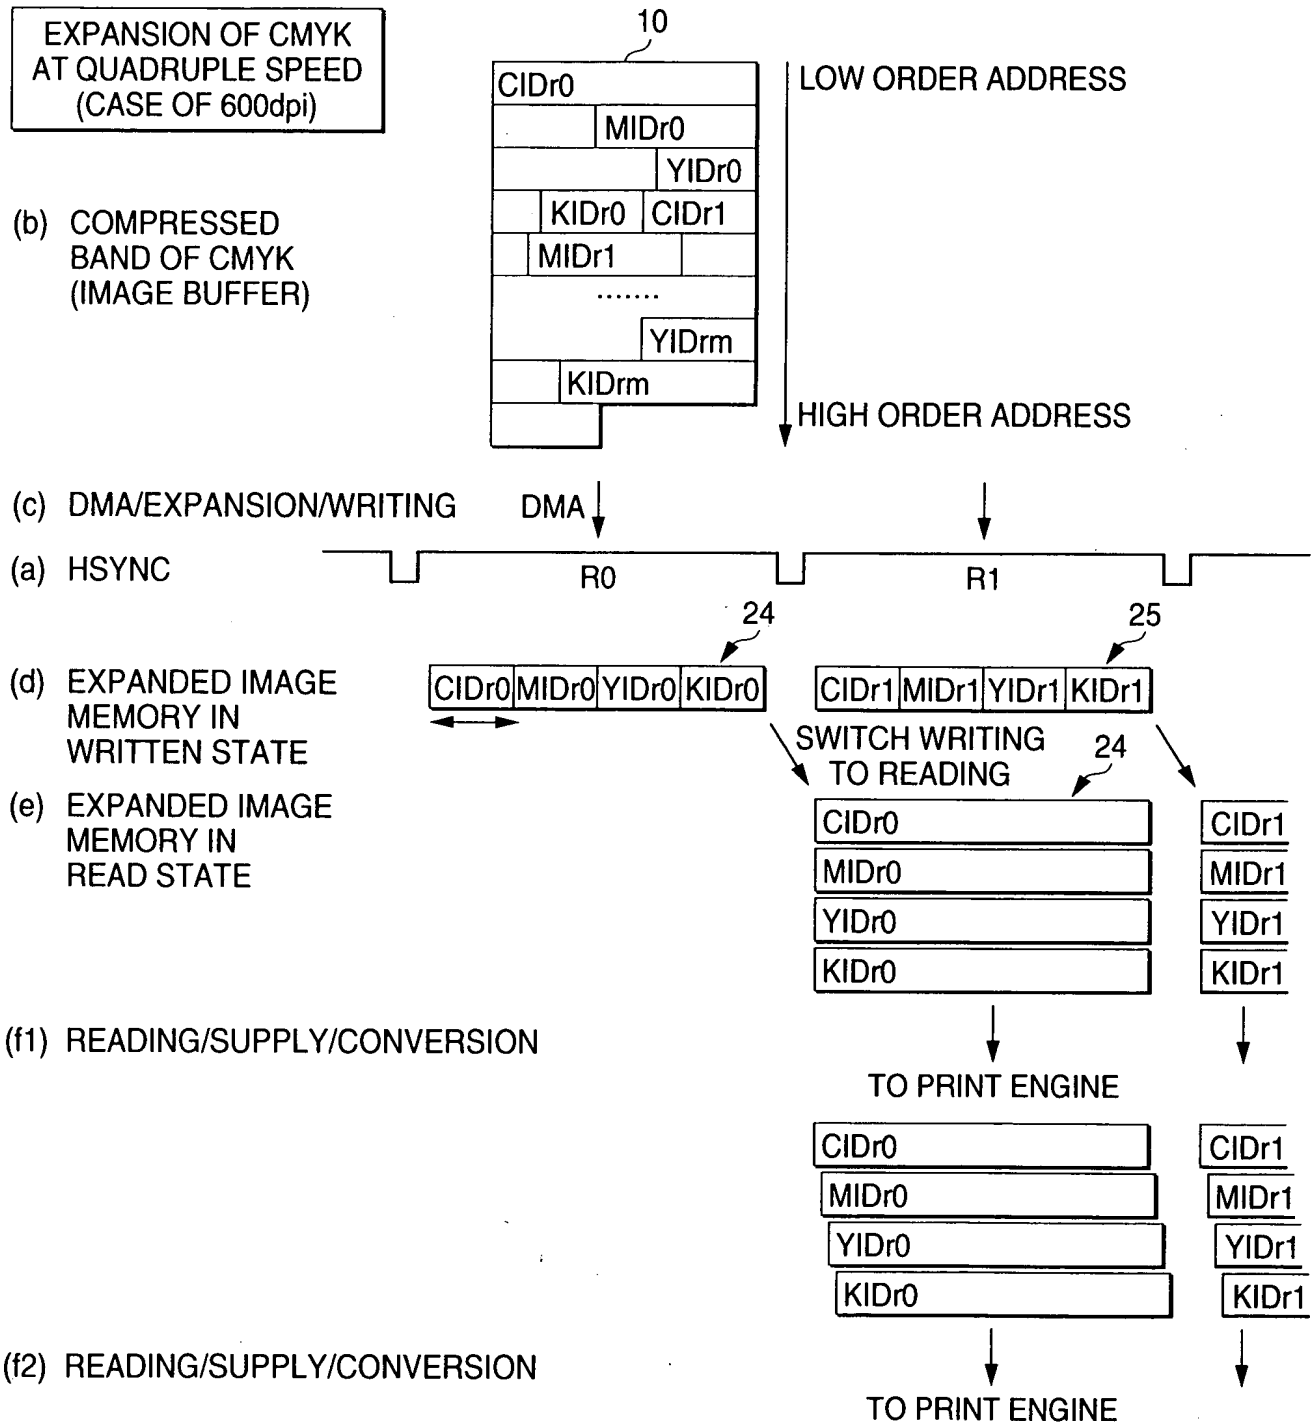 EXPANSION OF CMYK
AT QUADRUPLE SPEED
(CASE OF 600dpi)
10
CIDr0
LOW ORDER ADDRESS
MIDr0
YIDr0
(b) COMPRESSED
BAND OF CMYK
(IMAGE BUFFER)
KIDr0 CIDr1
MIDr1
.......
YIDrm
KIDrm
HIGH ORDER ADDRESS
(c) DMA/EXPANSION/WRITING DMA
(a) HSYNC R0 R1
24 25
(d) EXPANDED IMAGE
MEMORY IN
WRITTEN STATE
CIDr0 MIDr0 YIDr0 KIDr0 CIDr1 MIDr1 YIDr1 KIDr1
SWITCH WRITING
TO READING
24
(e) EXPANDED IMAGE
MEMORY IN
READ STATE
CIDr0 CIDr1
MIDr0 MIDr1
YIDr0 YIDr1
KIDr0 KIDr1
(f1) READING/SUPPLY/CONVERSION
TO PRINT ENGINE
CIDr0 CIDr1
MIDr0 MIDr1
YIDr0 YIDr1
KIDr0 KIDr1
(f2) READING/SUPPLY/CONVERSION
TO PRINT ENGINE